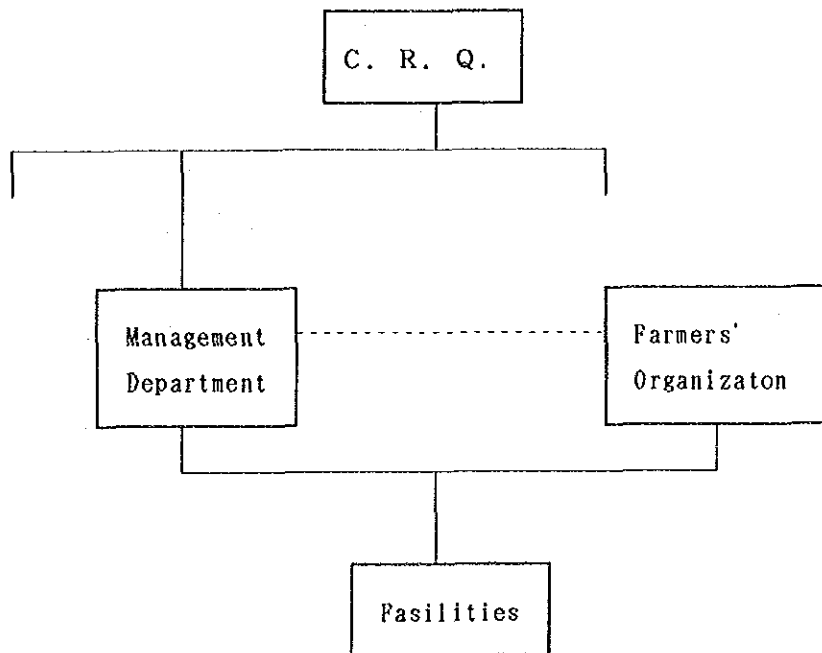 C. R. Q.
Management
Department
Farmers'
Organizaton
Fasilities